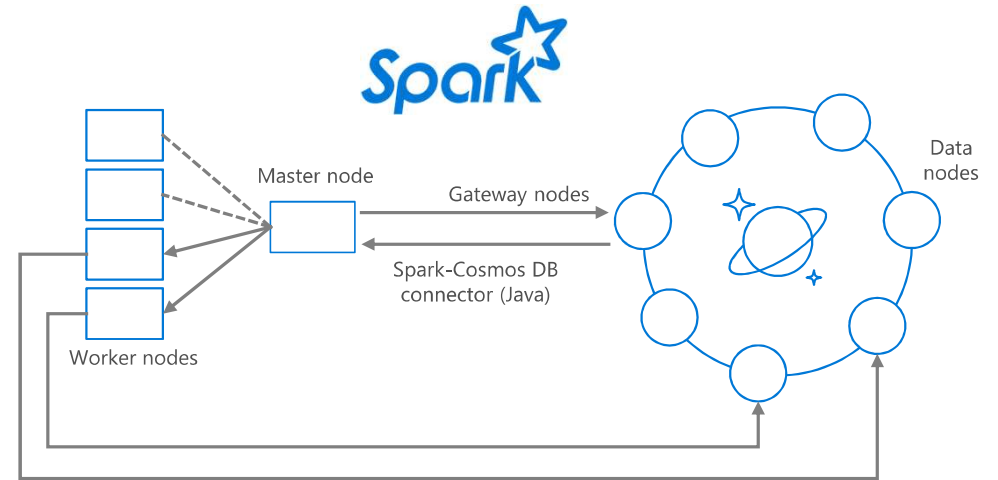 Spark
Master node
Gateway nodes
Data
nodes
Spark-Cosmos DB
connector (Java)
Worker nodes